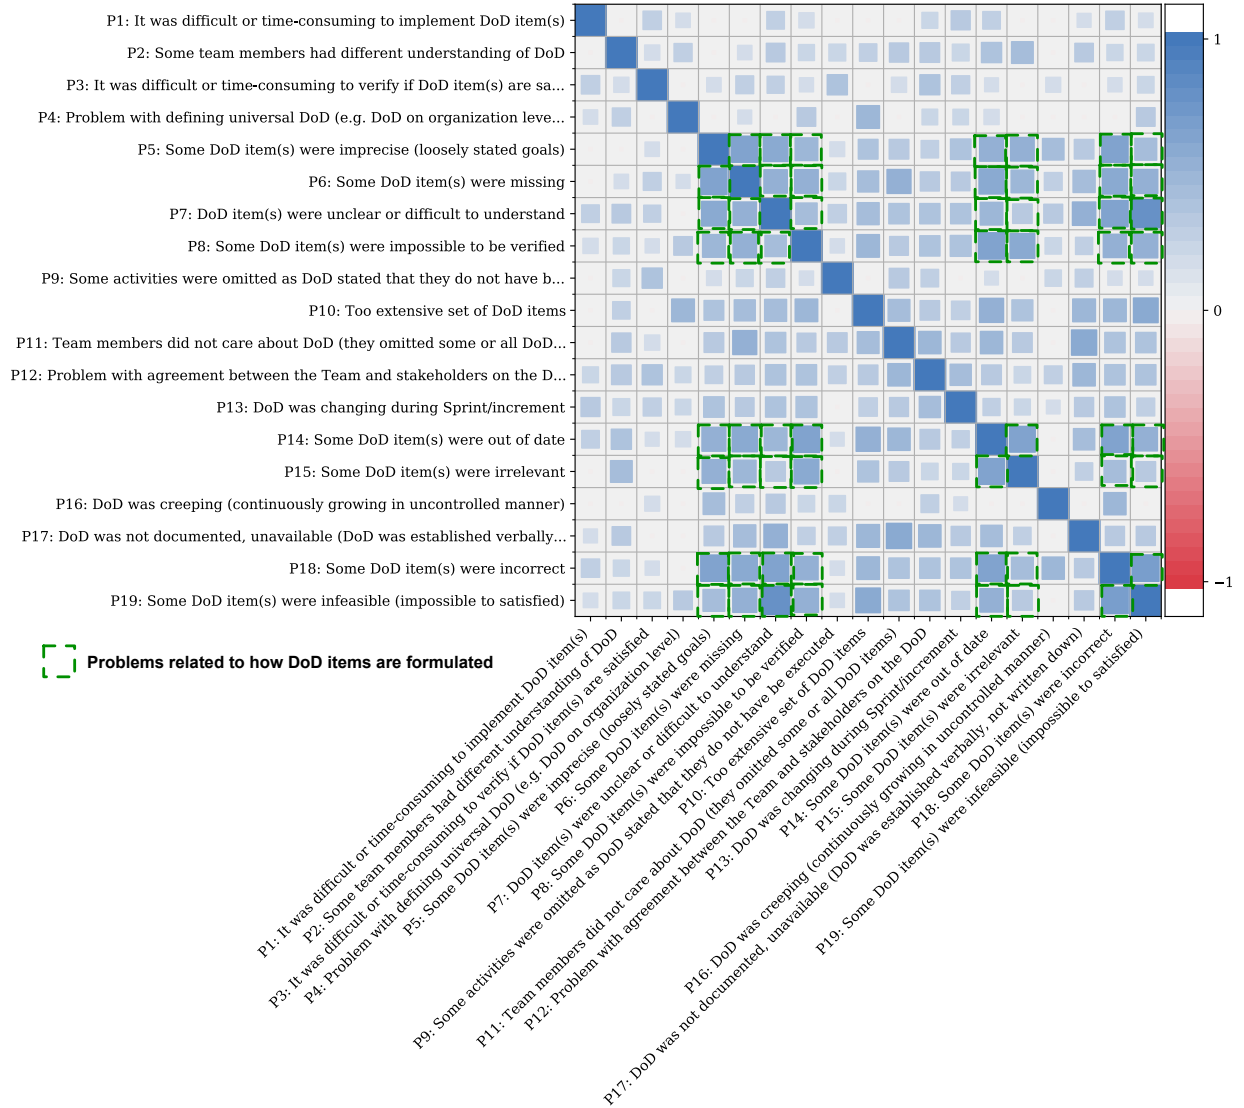 P1: It was difficult or time-consuming to implement DoD item(s)
P2: Some team members had different understanding of DoD
P3: It was difficult or time-consuming to verify if DoD item(s) are sa...
P4: Problem with defining universal DoD (e.g. DoD on organization leve...
P5: Some DoD item(s) were imprecise (loosely stated goals)
P6: Some DoD item(s) were missing
P7: DoD item(s) were unclear or difficult to understand
P8: Some DoD item(s) were impossible to be verified
P9: Some activities were omitted as DoD stated that they do not have b...
P10: Too extensive set of DoD items
P11: Team members did not care about DoD (they omitted some or all DoD...
P12: Problem with agreement between the Team and stakeholders on the D...
P13: DoD was changing during Sprint/increment
P14: Some DoD item(s) were out of date
P15: Some DoD item(s) were irrelevant
P16: DoD was creeping (continuously growing in uncontrolled manner)
P17: DoD was not documented, unavailable (DoD was established verbally...
P18: Some DoD item(s) were incorrect
P19: Some DoD item(s) were infeasible (impossible to satisfied)
1
0
−1
Problems related to how DoD items are formulated
P1: It was difficult or time-consuming to implement DoD item(s)
P2: Some team members had different understanding of DoD
P3: It was difficult or time-consuming to verify if DoD item(s) are satisfied
P4: Problem with defining universal DoD (e.g. DoD on organization level)
P5: Some DoD item(s) were imprecise (loosely stated goals)
P6: Some DoD item(s) were missing
P7: DoD item(s) were unclear or difficult to understand
P8: Some DoD item(s) were impossible to be verified
P9: Some activities were omitted as DoD stated that they do not have be executed
P10: Too extensive set of DoD items
P11: Team members did not care about DoD (they omitted some or all DoD items)
P12: Problem with agreement between the Team and stakeholders on the DoD
P13: DoD was changing during Sprint/increment
P14: Some DoD item(s) were out of date
P15: Some DoD item(s) were irrelevant
P16: DoD was creeping (continuously growing in uncontrolled manner)
P17: DoD was not documented, unavailable (DoD was established verbally, not written down)
P18: Some DoD item(s) were incorrect
P19: Some DoD item(s) were infeasible (impossible to satisfied)